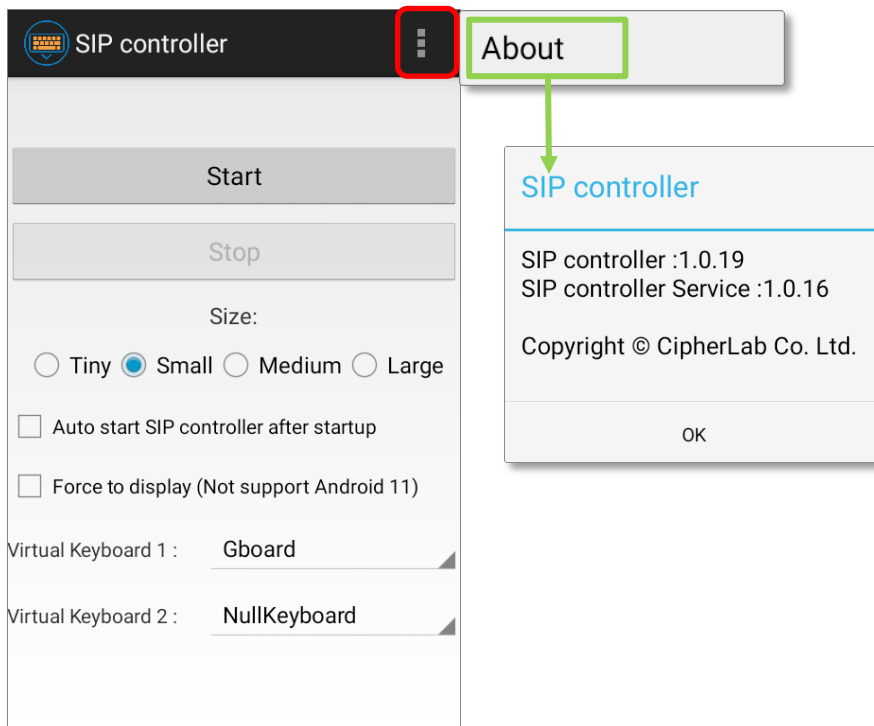 SIP controller
About
Start
Stop
Size:
Tiny Small Medium Large
Auto start SIP controller after startup
Force to display (Not support Android 11)
Virtual Keyboard 1 : Gboard
Virtual Keyboard 2 : NullKeyboard
SIP controller
SIP controller :1.0.19
SIP controller Service :1.0.16
Copyright © CipherLab Co. Ltd.
OK